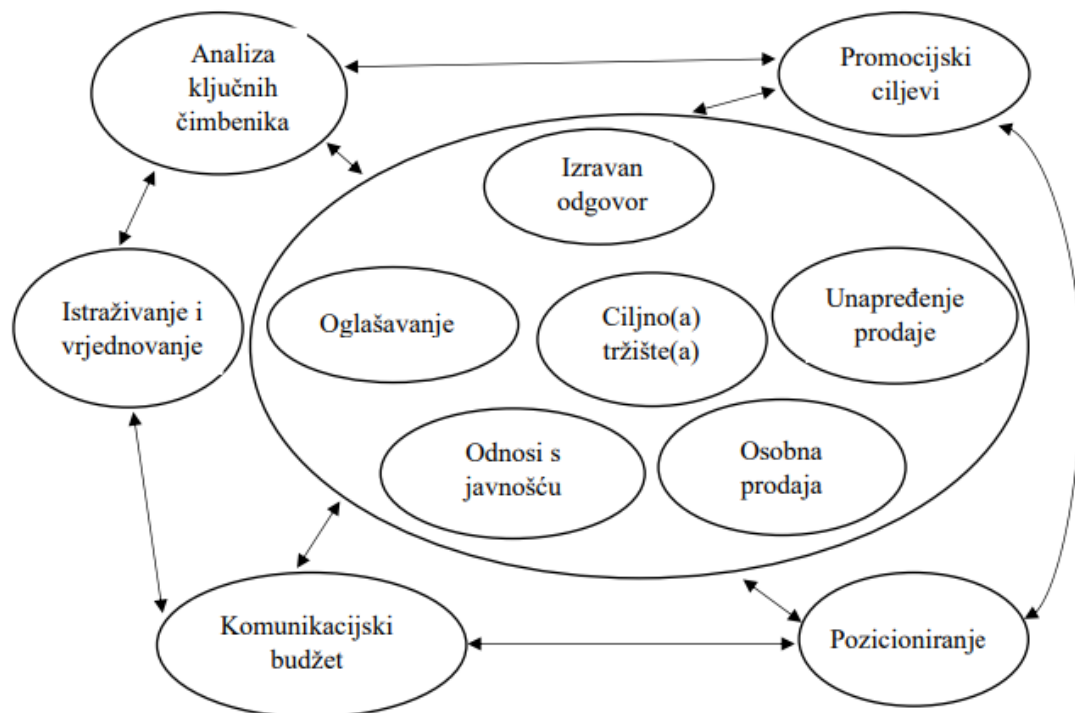 Analiza
ključnih
čimbenika
Promocijski
ciljevi
Izravan
odgovor
Istraživanje i
vrjednovanje
Oglašavanje
Ciljno(a)
tržište(a)
Unapređenje
prodaje
Odnosi s
javnošću
Osobna
prodaja
Komunikacijski
budžet
Pozicioniranje